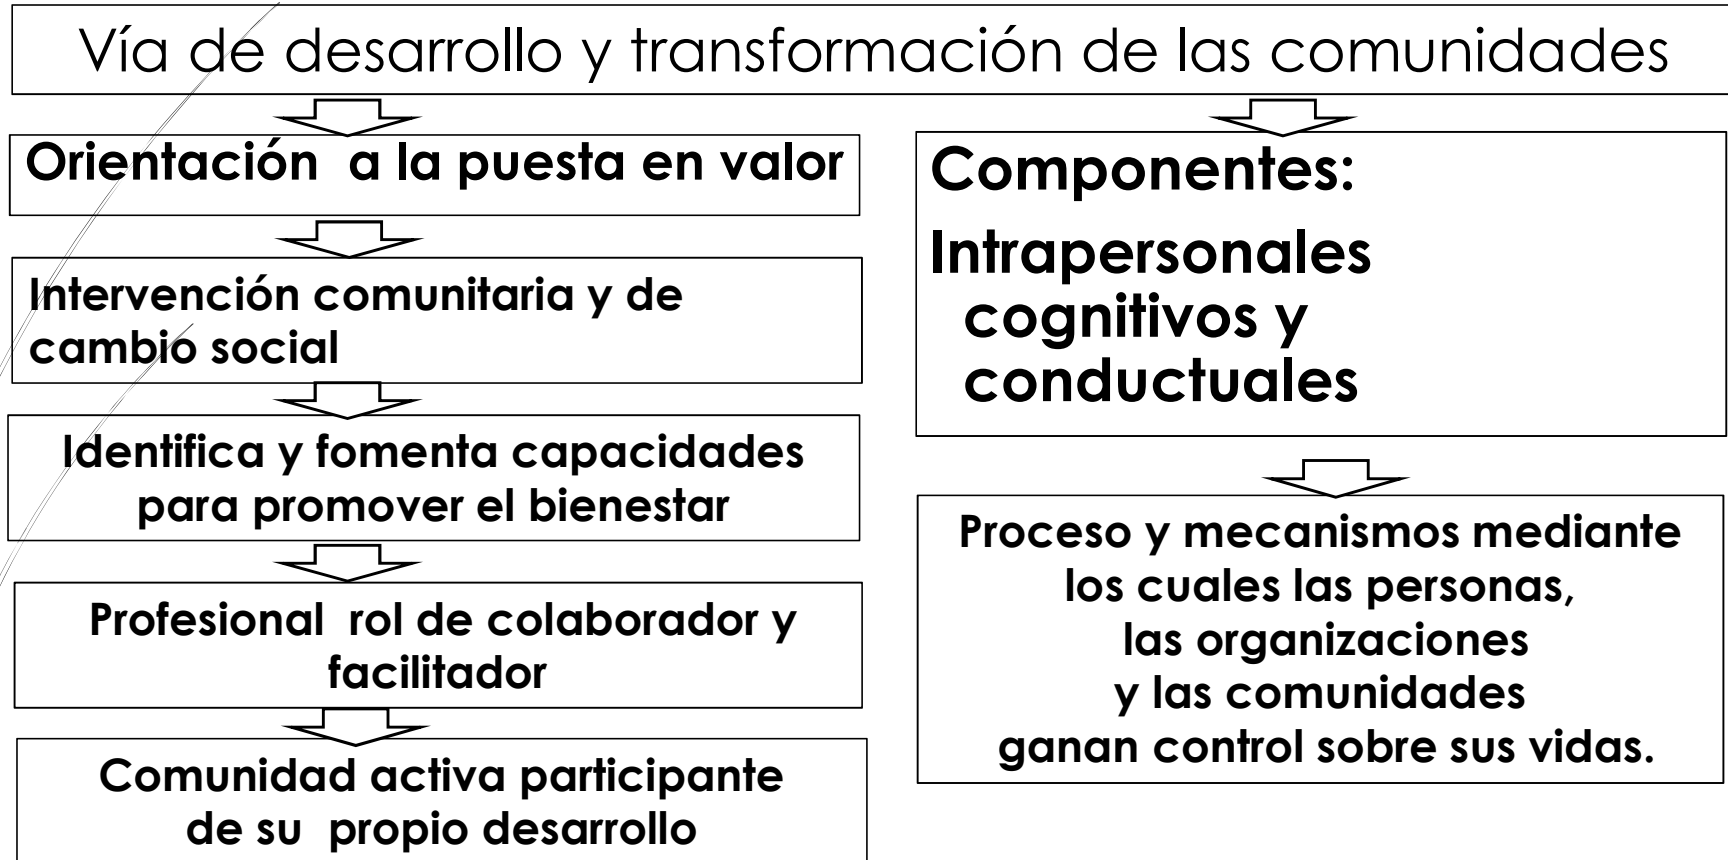 Vía de desarrollo y transformación de las comunidades
Orientación a la puesta en valor
Intervención comunitaria y de
cambio social
Identifica y fomenta capacidades
para promover el bienestar
Profesional rol de colaborador y
facilitador
Comunidad activa participante
de su propio desarrollo
Componentes:
Intrapersonales
cognitivos y
conductuales
Proceso y mecanismos mediante
los cuales las personas,
las organizaciones
y las comunidades
ganan control sobre sus vidas.